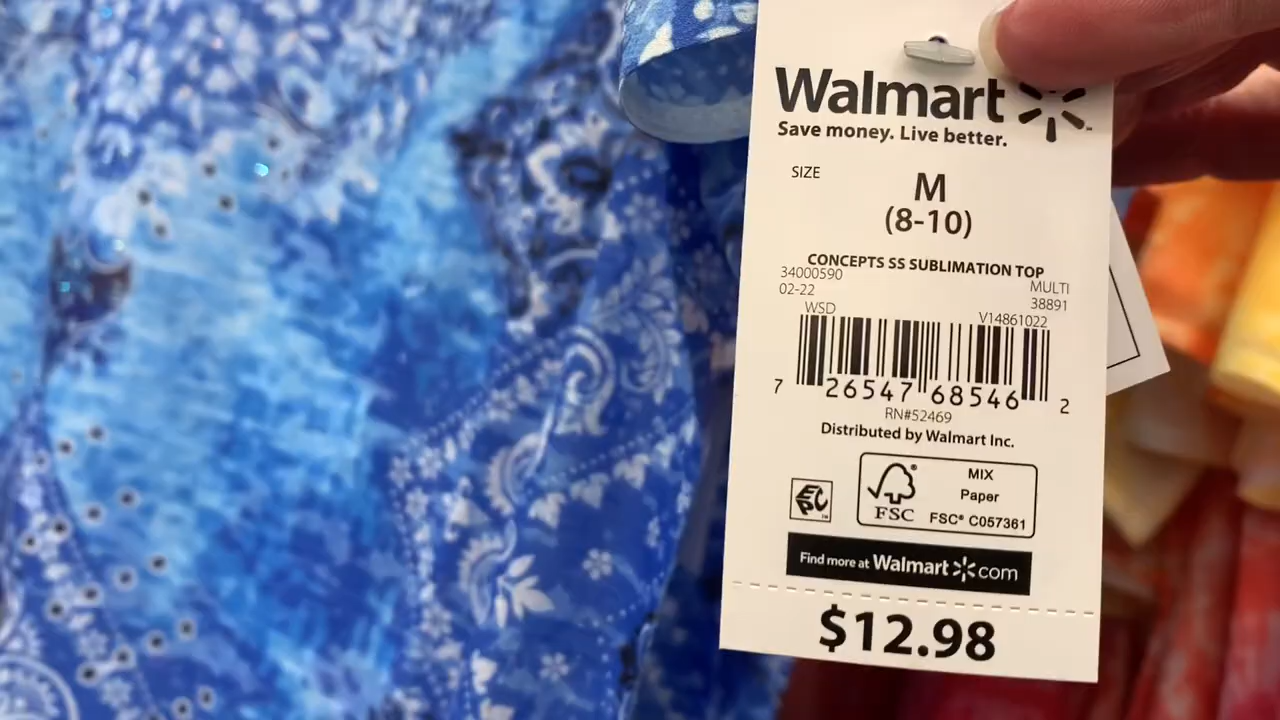 Walmart
Save money. Live better.
SIZE
M
(8-10)
CONCEPTS SS SUBLIMATION TOP
34000590
02-22 MULTI
38891
WSD V14861022
7 26547 68546 2
RN#52469
Distributed by Walmart Inc.
EPC
FSC®
MIX
Paper
FSC® C057361
Find more at Walmart com
$12.98